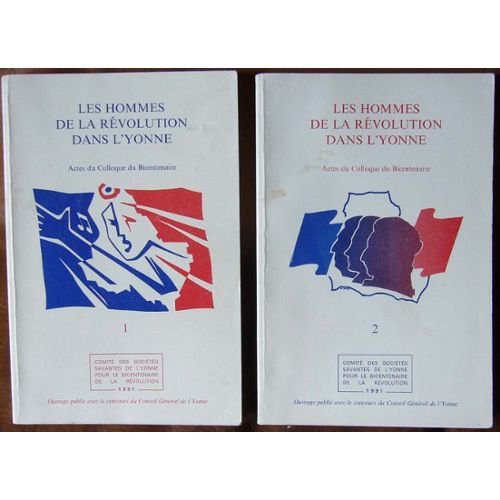 LES HOMMES
DE LA RÉVOLUTION
DANS L'YONNE
Actes du Colloque du Bicentenaire
1
COMITÉ DES SOCIÉTÉS
SAVANTES DE L'YONNE
POUR LE BICENTENAIRE
DE LA RÉVOLUTION
1991
Ouvrage publié avec le concours du Conseil Général de l'Yonne
LES HOMMES
DE LA RÉVOLUTION
DANS L'YONNE
Actes du Colloque du Bicentenaire
2
COMITÉ DES SOCIÉTÉS
SAVANTES DE L'YONNE
POUR LE BICENTENAIRE
DE LA RÉVOLUTION
1991
Ouvrage publié avec le concours du Conseil Général de l'Yonne